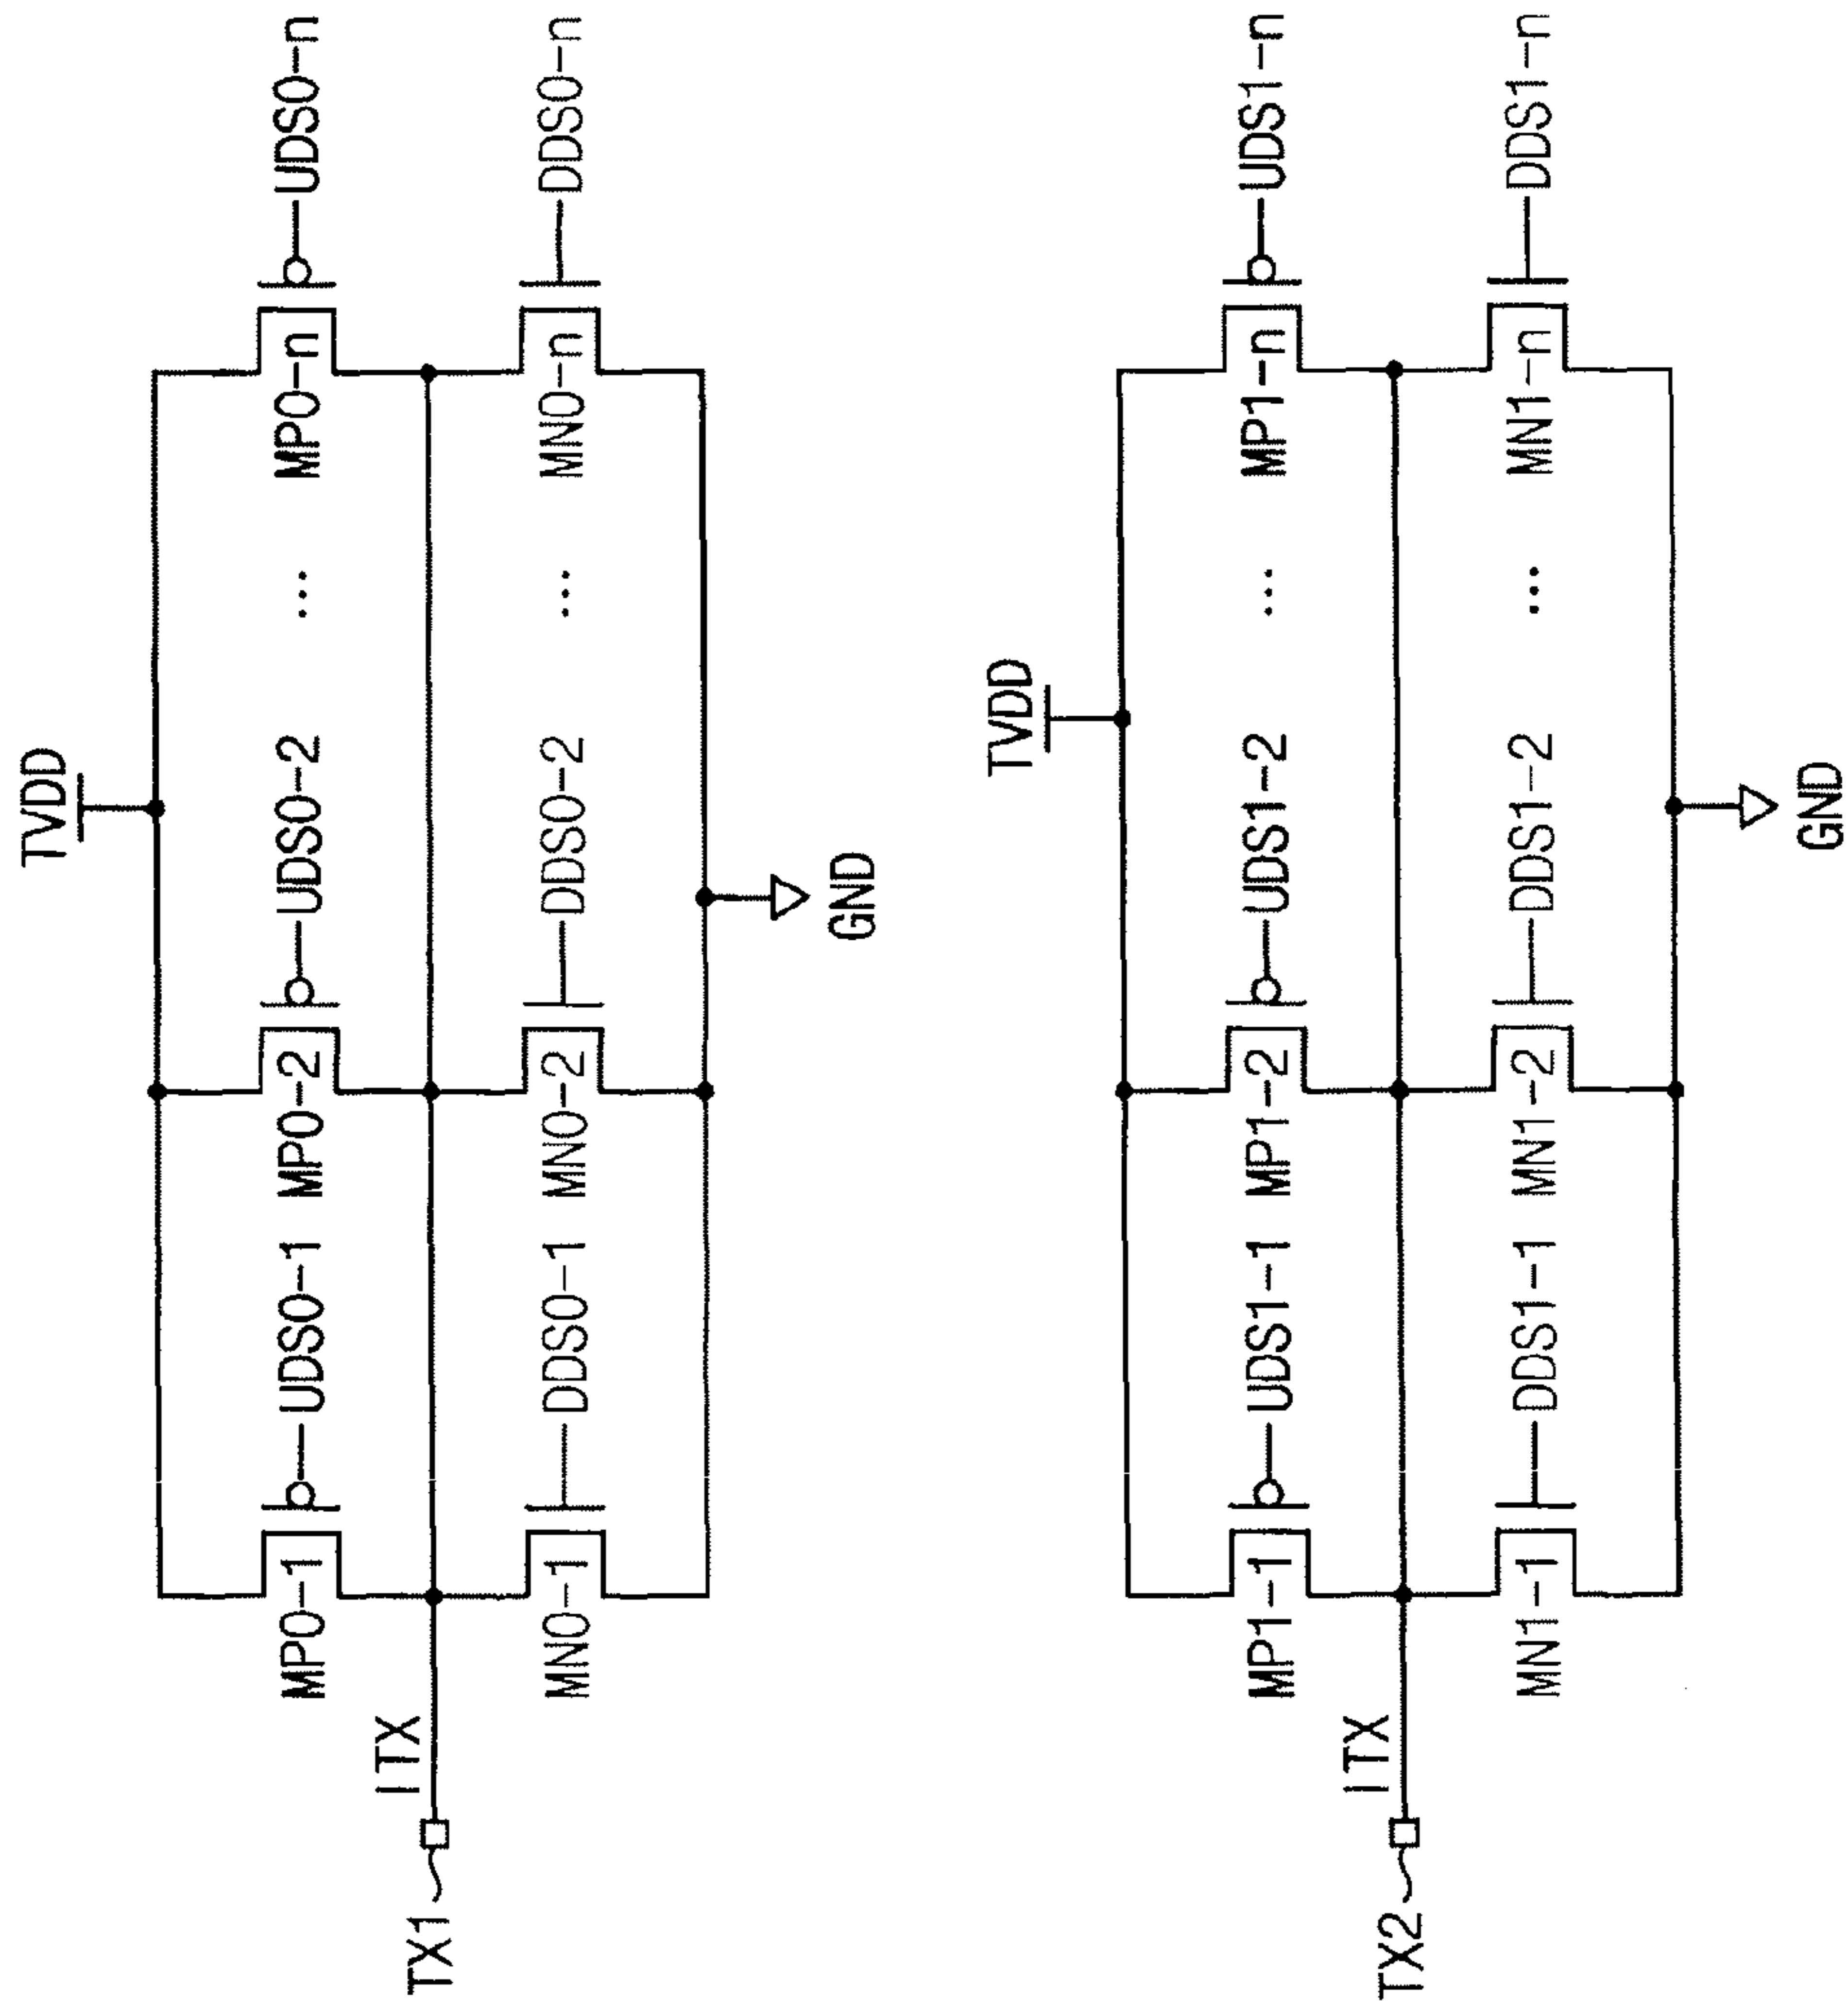 TVDD
MP0-1 UDS0-1 MP0-2 UDS0-2 ... MP0-n UDS0-n
ITX
TX1
MN0-1 DDS0-1 MN0-2 DDS0-2 ... MN0-n DDS0-n
GND
TVDD
MP1-1 UDS1-1 MP1-2 UDS1-2 ... MP1-n UDS1-n
ITX
TX2
MN1-1 DDS1-1 MN1-2 DDS1-2 ... MN1-n DDS1-n
GND